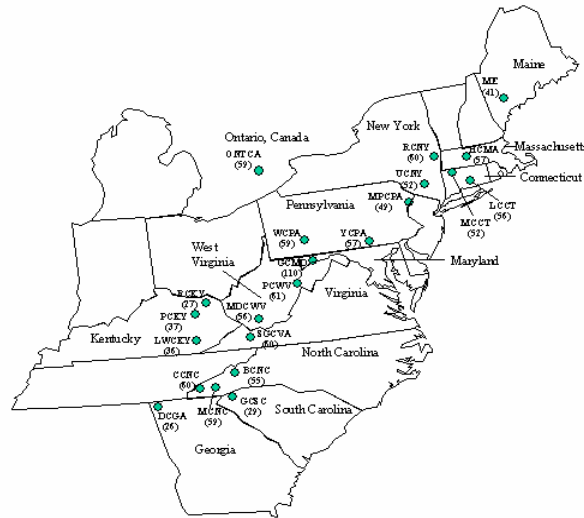 ME
(41)
Maine
Ontario, Canada
ONTCA
(59)
New York
RCNY
(60)
HCMA
(57)
Massachusett
UCNY
(52)
Connecticut
MPCPA
(49)
LCCT
(56)
MCCT
(52)
Pennsylvania
WCPA
(59)
YCPA
(57)
West
Virginia
GCMD
(110)
Maryland
PCWV
(61)
Virginia
RCKY
(27)
MDCWV
(56)
PCKY
(37)
Kentucky
LWCKY
(36)
SGCVA
(60)
North Carolina
CCNC
(60)
BCNC
(55)
DCGA
(26)
MCNC
(59)
GCSC
(29)
South Carolina
Georgia